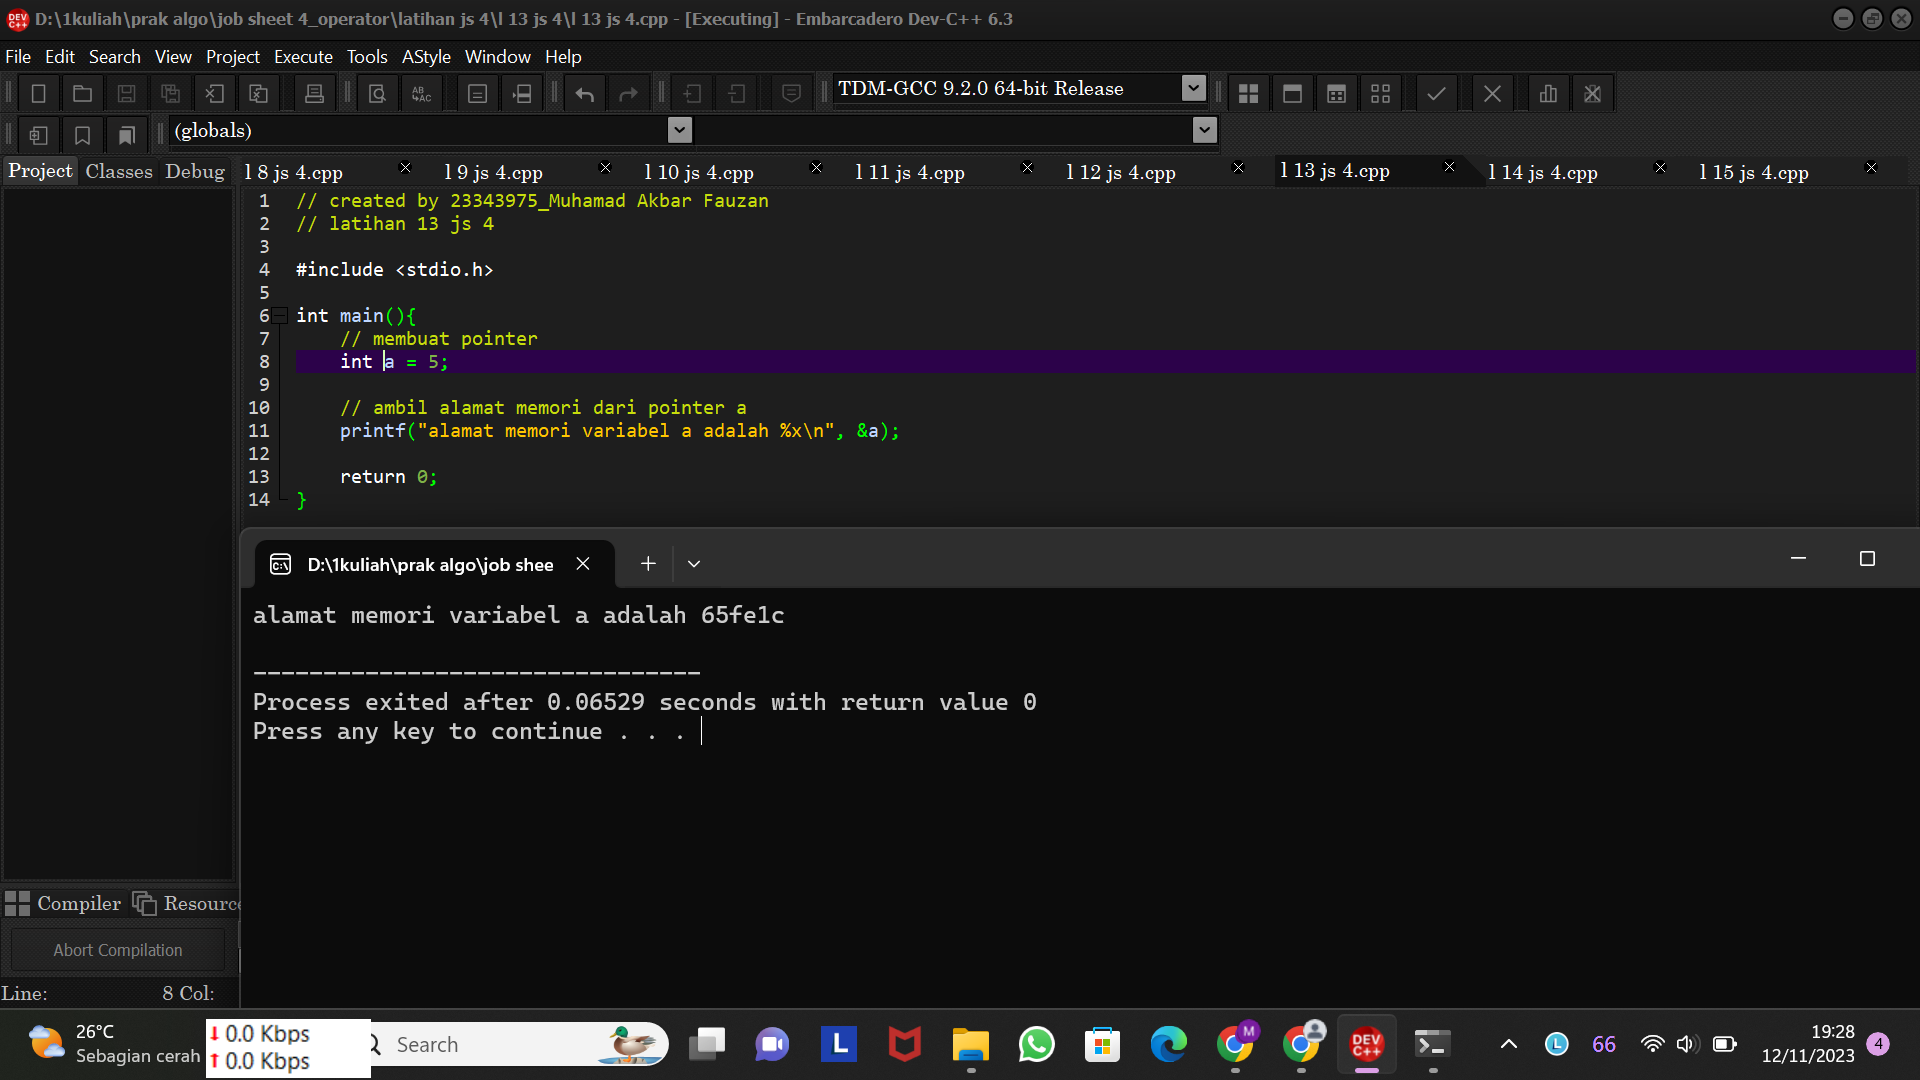 D:\1kuliah\prak algo\job sheet 4_operator\latihan js 4\l 13 js 4\l 13 js 4.cpp - [Executing] - Embarcadero Dev-C++ 6.3
File Edit Search View Project Execute Tools AStyle Window Help
TDM-GCC 9.2.0 64-bit Release
(globals)
Project Classes Debug l 8 js 4.cpp l 9 js 4.cpp l 10 js 4.cpp l 11 js 4.cpp l 12 js 4.cpp l 13 js 4.cpp l 14 js 4.cpp l 15 js 4.cpp
1 // created by 23343975_Muhamad Akbar Fauzan
2 // latihan 13 js 4
3
4 #include <stdio.h>
5
6 int main(){
7 // membuat pointer
8 int a = 5;
9
10 // ambil alamat memori dari pointer a
11 printf("alamat memori variabel a adalah %x\n", &a);
12
13 return 0;
14 }
D:\1kuliah\prak algo\job shee
alamat memori variabel a adalah 65fe1c
--------------------------------
Process exited after 0.06529 seconds with return value 0
Press any key to continue . . .
Compiler Resource
Abort Compilation
Line: 8 Col:
26°C
Sebagian cerah
0.0 Kbps
0.0 Kbps
Search
L
M
DEV C++
L
66
19:28
12/11/2023
4